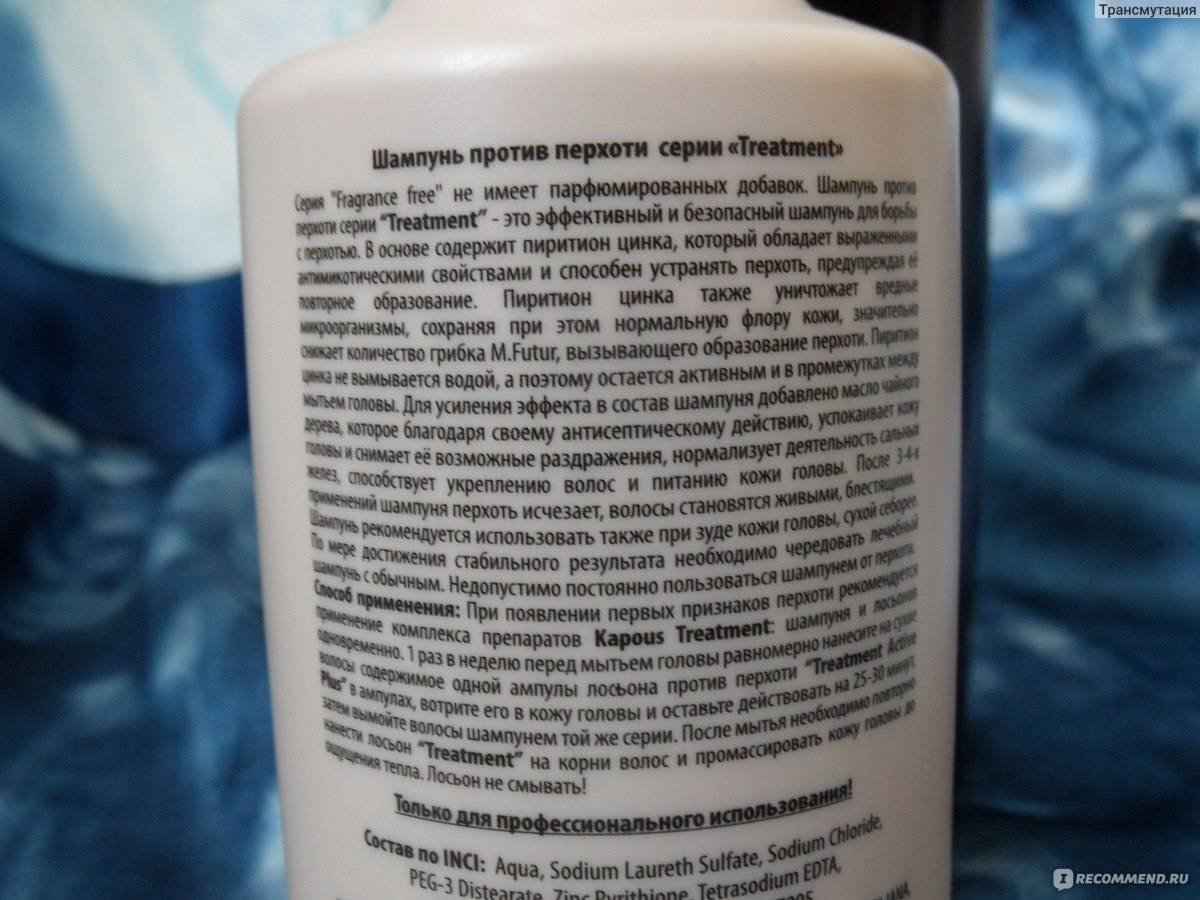 Трансмутация
Шампунь против перхоти серии «Treatment»
Серия "Fragrance free" не имеет парфюмированных добавок. Шампунь против
перхоти серии “Treatment” - это эффективный и безопасный шампунь для борьбы
с перхотью. В основе содержит пиритион цинка, который обладает выраженными
антимикотическими свойствами и способен устранять перхоть, предупреждая её
повторное образование. Пиритион цинка также уничтожает вредные
микроорганизмы, сохраняя при этом нормальную флору кожи, значительно
снижает количество грибка M.Futur, вызывающего образование перхоти. Пиритион
цинка не вымывается водой, а поэтому остается активным и в промежутках между
мытьем головы. Для усиления эффекта в состав шампуня добавлено масло чайного
дерева, которое благодаря своему антисептическому действию, успокаивает кожу
головы и снимает её возможные раздражения, нормализует деятельность сальных
желез, способствует укреплению волос и питанию кожи головы. После 3-4-х
применений шампуня перхоть исчезает, волосы становятся живыми, блестящими.
Шампунь рекомендуется использовать также при зуде кожи головы, сухой себорее.
По мере достижения стабильного результата необходимо чередовать лечебный
шампунь с обычным. Недопустимо постоянно пользоваться шампунем от перхоти.
Способ применения: При появлении первых признаков перхоти рекомендуется
применение комплекса препаратов Kapous Treatment: шампуня и лосьонов
одновременно. 1 раз в неделю перед мытьем головы равномерно нанесите на сухие
волосы содержимое одной ампулы лосьона против перхоти “Treatment Active
Plus” в ампулах, вотрите его в кожу головы и оставьте действовать на 25-30 минут,
затем вымойте волосы шампунем той же серии. После мытья необходимо повторно
нанести лосьон “Treatment” на корни волос и промассировать кожу головы до
ощущения тепла. Лосьон не смывать!
Только для профессионального использования!
Состав по INCI: Aqua, Sodium Laureth Sulfate, Sodium Chloride,
PEG-3 Distearate, Zinc Pyrithione, Tetrasodium EDTA,
IRECOMMEND.RU